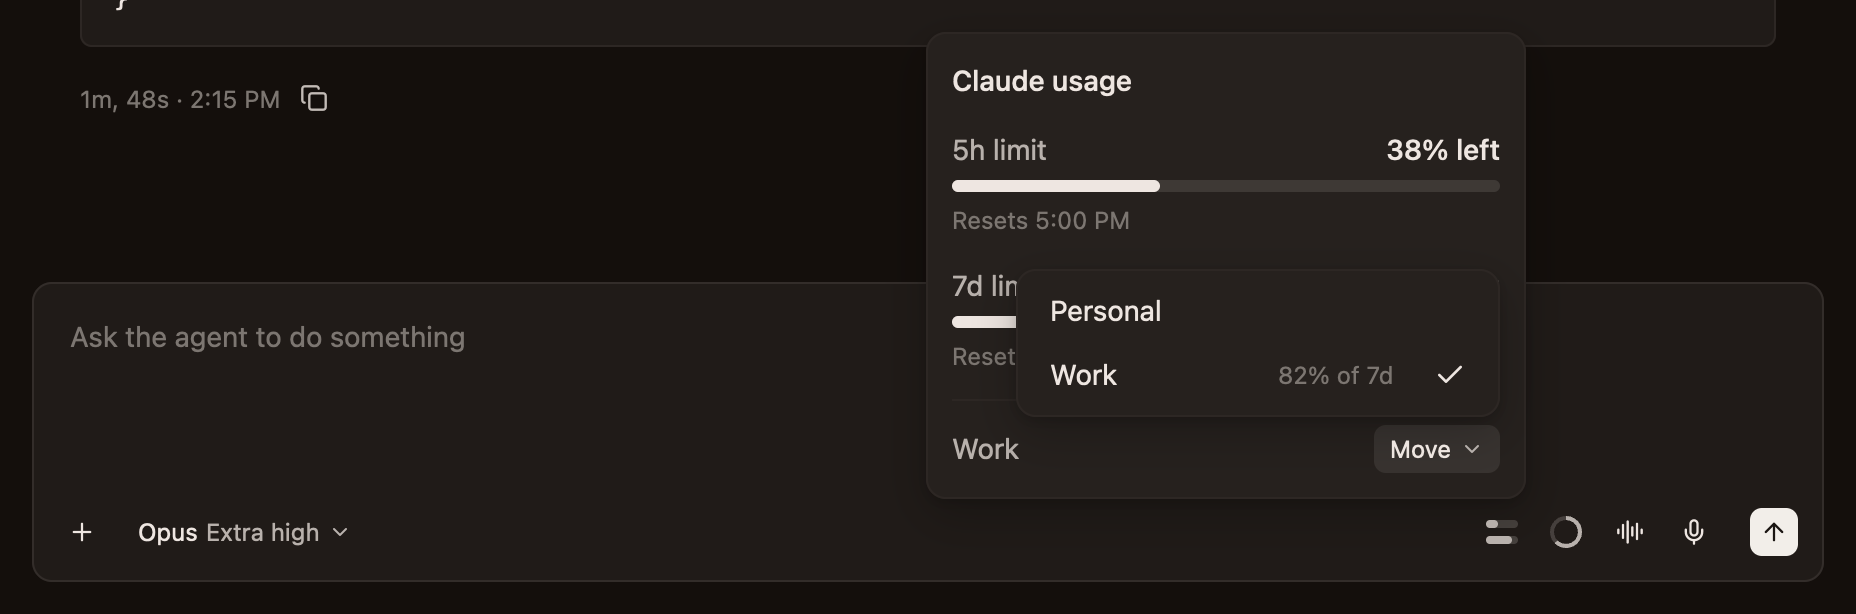 }
1m, 48s · 2:15 PM
Claude usage
5h limit
38% left
Resets 5:00 PM
7d lim
Reset
Personal
Work
82% of 7d
Work
Move
Ask the agent to do something
Opus Extra high